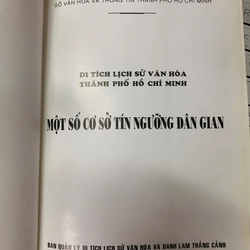 SỞ VĂN HÓA VÀ THÔNG TIN THÀNH PHỐ HỒ CHÍ MINH
DI TÍCH LỊCH SỬ VĂN HÓA
THÀNH PHỐ HỒ CHÍ MINH
MỘT SỐ CƠ SỞ TÍN NGƯỠNG DÂN GIAN
BAN QUẢN LÝ DI TÍCH LỊCH SỬ VĂN HÓA VÀ DANH LAM THẮNG CẢNH